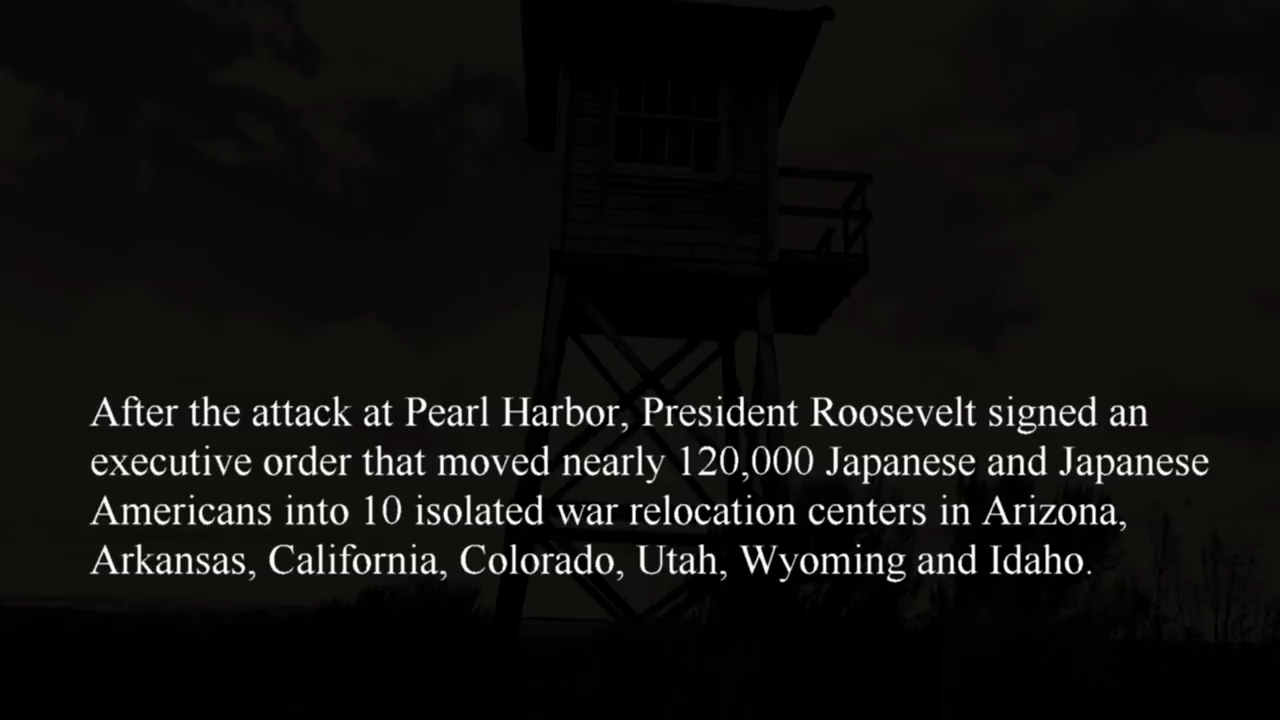 After the attack at Pearl Harbor, President Roosevelt signed an
executive order that moved nearly 120,000 Japanese and Japanese
Americans into 10 isolated war relocation centers in Arizona,
Arkansas, California, Colorado, Utah, Wyoming and Idaho.